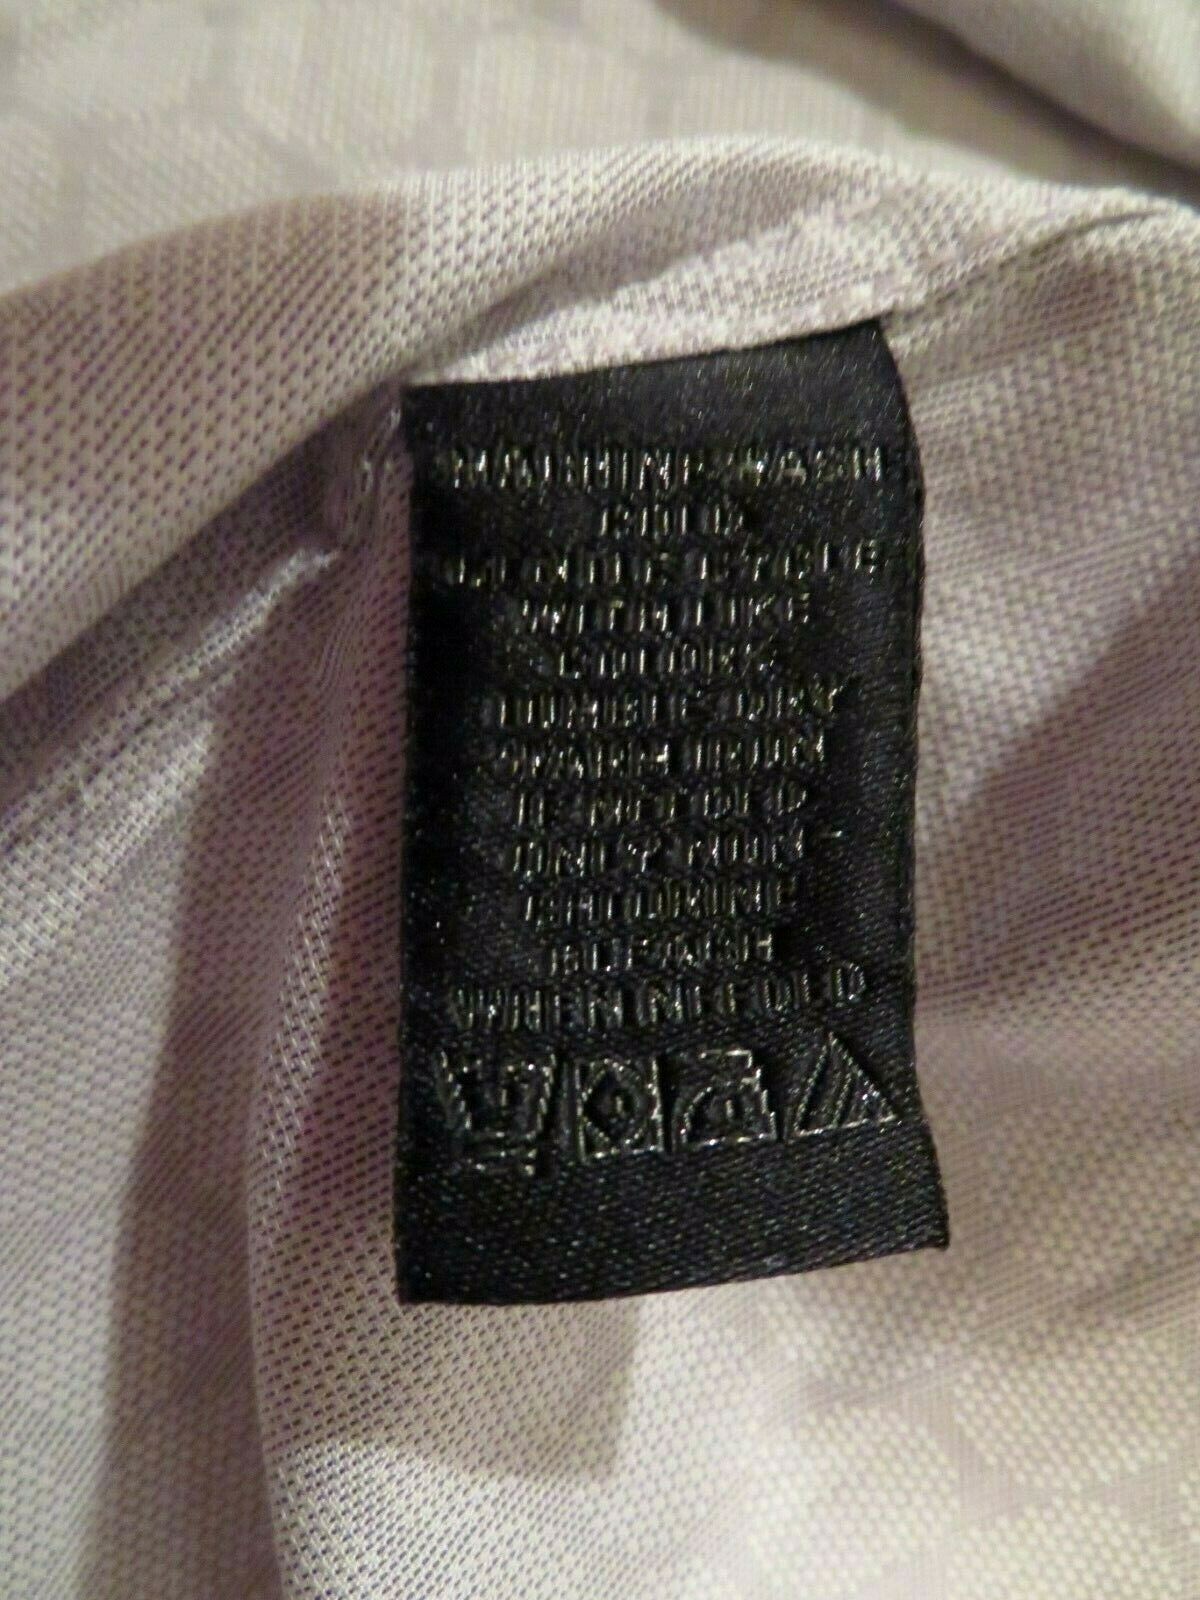 MACHINE WASH
COLD
GENTLE CYCLE
WITH LIKE
COLORS
TUMBLE DRY
WARM IRON
IF NEEDED
ONLY NON-
CHLORINE
BLEACH
WHEN NEEDED